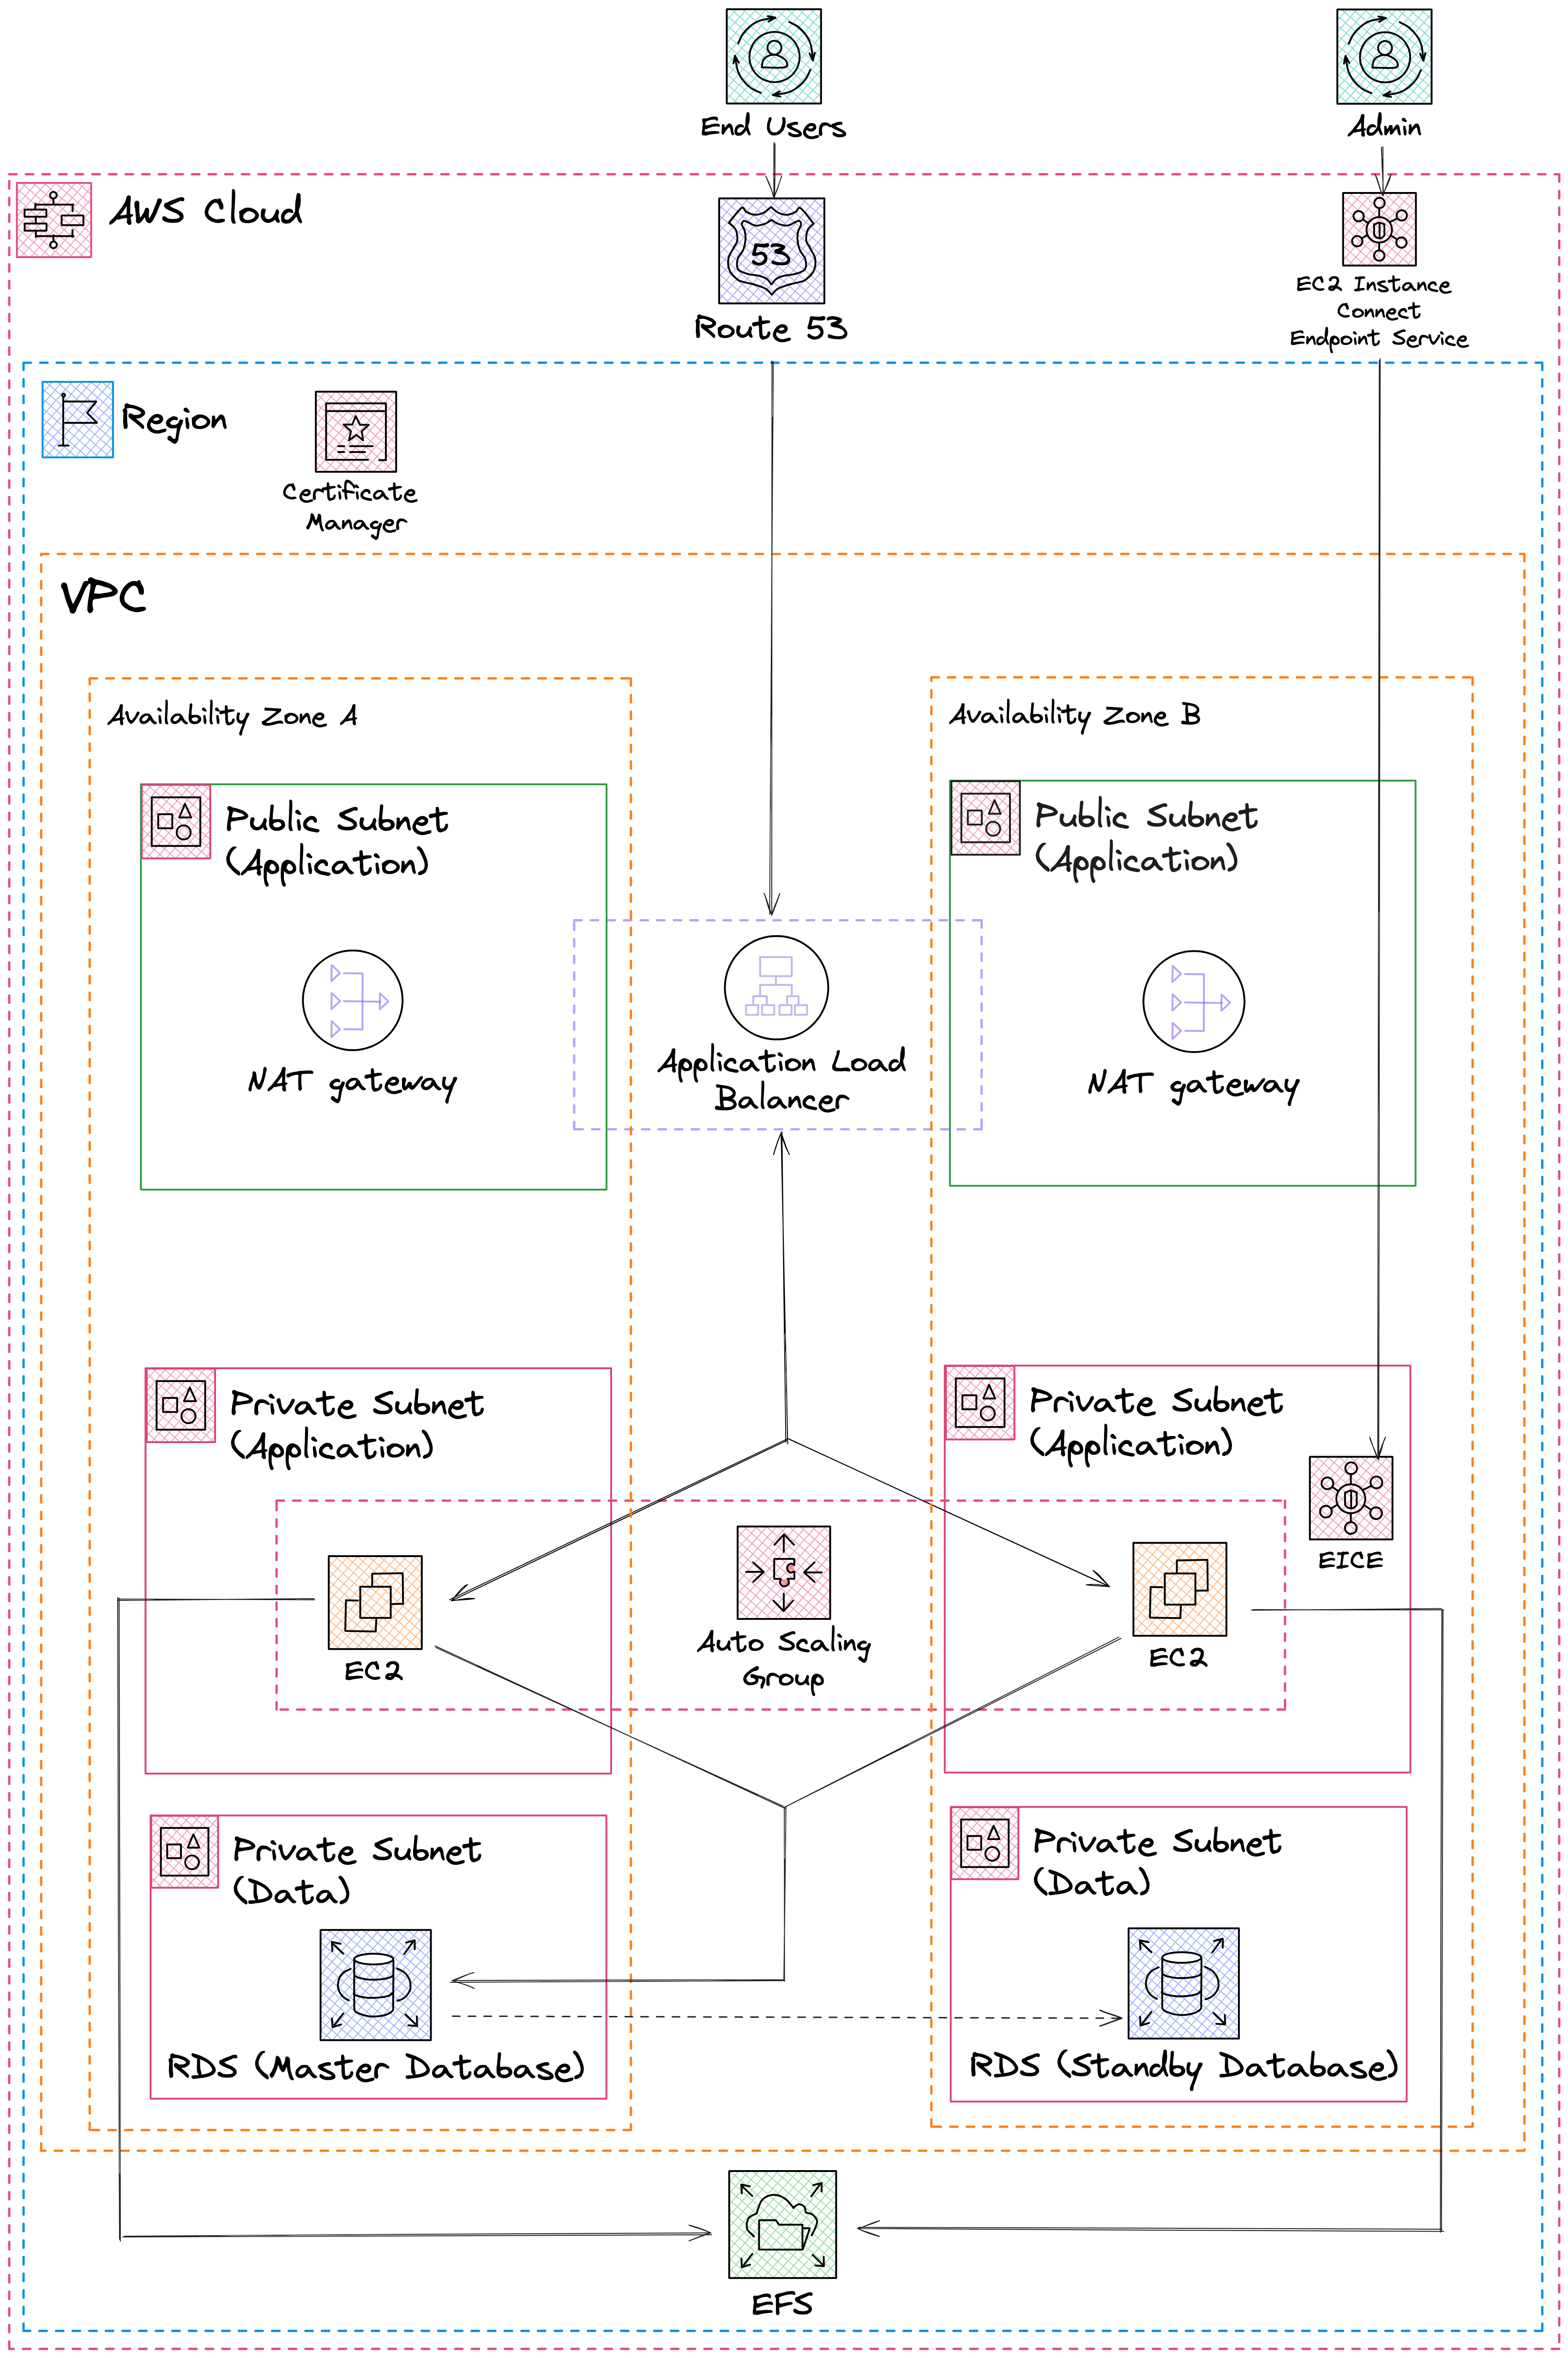 End Users
Admin
AWS Cloud
53
Route 53
EC2 Instance
Connect
Endpoint Service
Region
Certificate
Manager
VPC
Availability Zone A
Availability Zone B
Public Subnet
(Application)
Public Subnet
(Application)
NAT gateway
Application Load
Balancer
NAT gateway
Private Subnet
(Application)
Private Subnet
(Application)
EICE
EC2
Auto Scaling
Group
EC2
Private Subnet
(Data)
Private Subnet
(Data)
RDS (Master Database)
RDS (Standby Database)
EFS